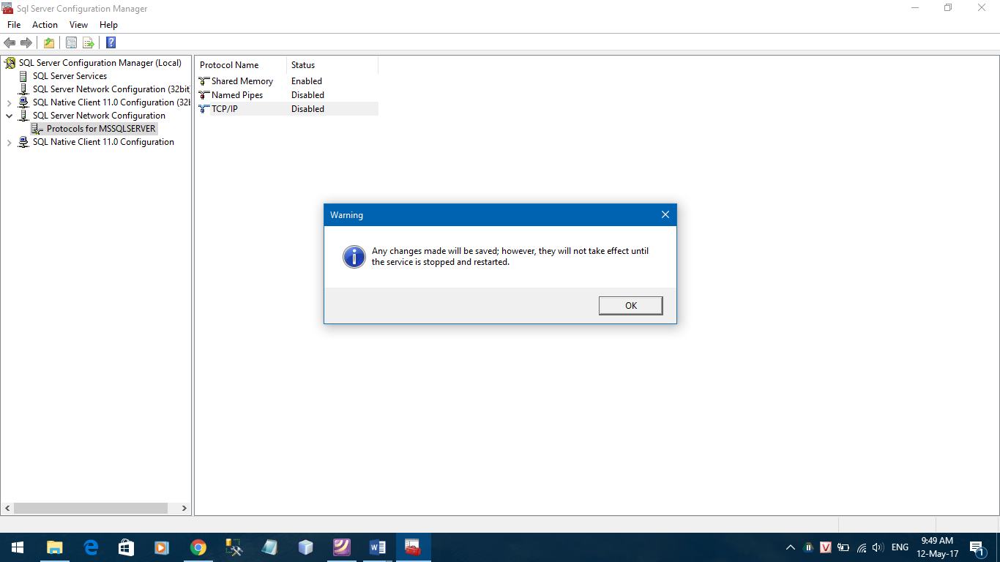 Sql Server Configuration Manager
File Action View Help
SQL Server Configuration Manager (Local)
SQL Server Services
SQL Server Network Configuration (32bit
SQL Native Client 11.0 Configuration (32b
SQL Server Network Configuration
Protocols for MSSQLSERVER
SQL Native Client 11.0 Configuration
Protocol Name Status
Shared Memory Enabled
Named Pipes Disabled
TCP/IP Disabled
Warning
Any changes made will be saved; however, they will not take effect until
the service is stopped and restarted.
OK
ENG
9:49 AM
12-May-17
1